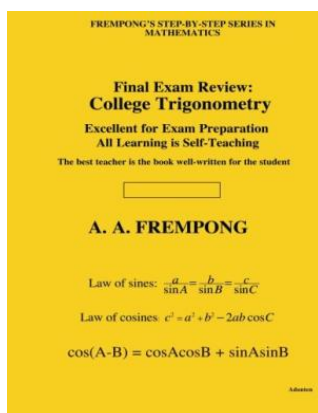 FREMPONG'S STEP-BY-STEP SERIES IN
MATHEMATICS
Final Exam Review:
College Trigonometry
Excellent for Exam Preparation
All Learning is Self-Teaching
The best teacher is the book well-written for the student
A. A. FREMPONG
Law of sines: a/sinA = b/sinB = c/sinC
Law of cosines c² = a² + b² − 2ab cosC
cos(A-B) = cosAcosB + sinAsinB
Adonten